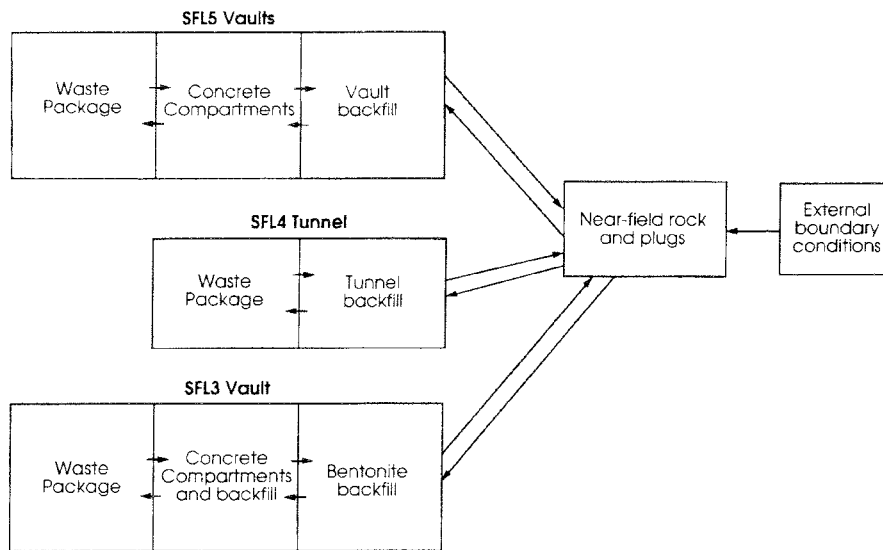 SFL5 Vaults
Waste
Package
Concrete
Compartments
Vault
backfill
SFL4 Tunnel
Waste
Package
Tunnel
backfill
Near-field rock
and plugs
External
boundary
conditions
SFL3 Vault
Waste
Package
Concrete
Compartments
and backfill
Bentonite
backfill